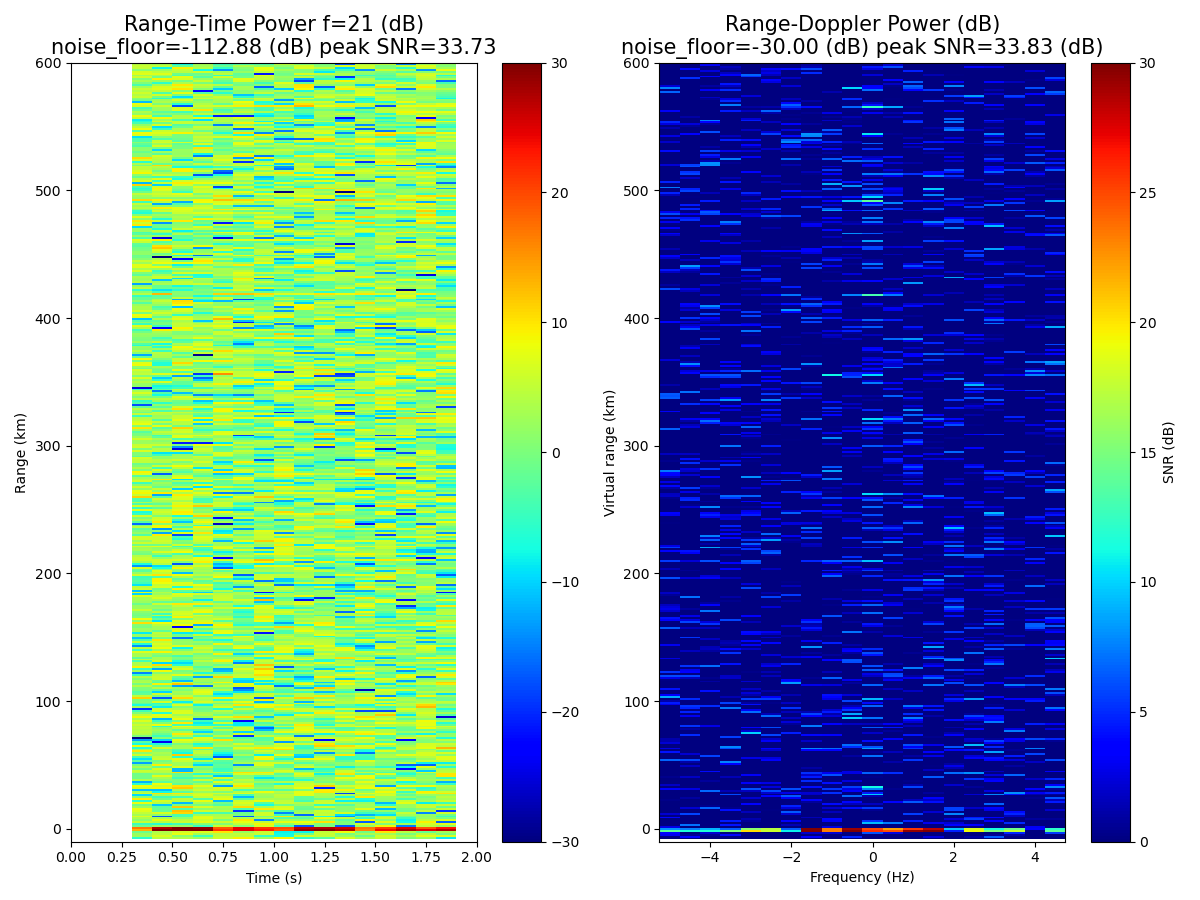 Range-Time Power f=21 (dB)
noise_floor=-112.88 (dB) peak SNR=33.73
600
500
400
300
200
100
0
Range (km)
0.00 0.25 0.50 0.75 1.00 1.25 1.50 1.75 2.00
Time (s)
30
20
10
0
−10
−20
−30
Range-Doppler Power (dB)
noise_floor=-30.00 (dB) peak SNR=33.83 (dB)
600
500
400
300
200
100
0
Virtual range (km)
−4 −2 0 2 4
Frequency (Hz)
30
25
20
15
10
5
0
SNR (dB)